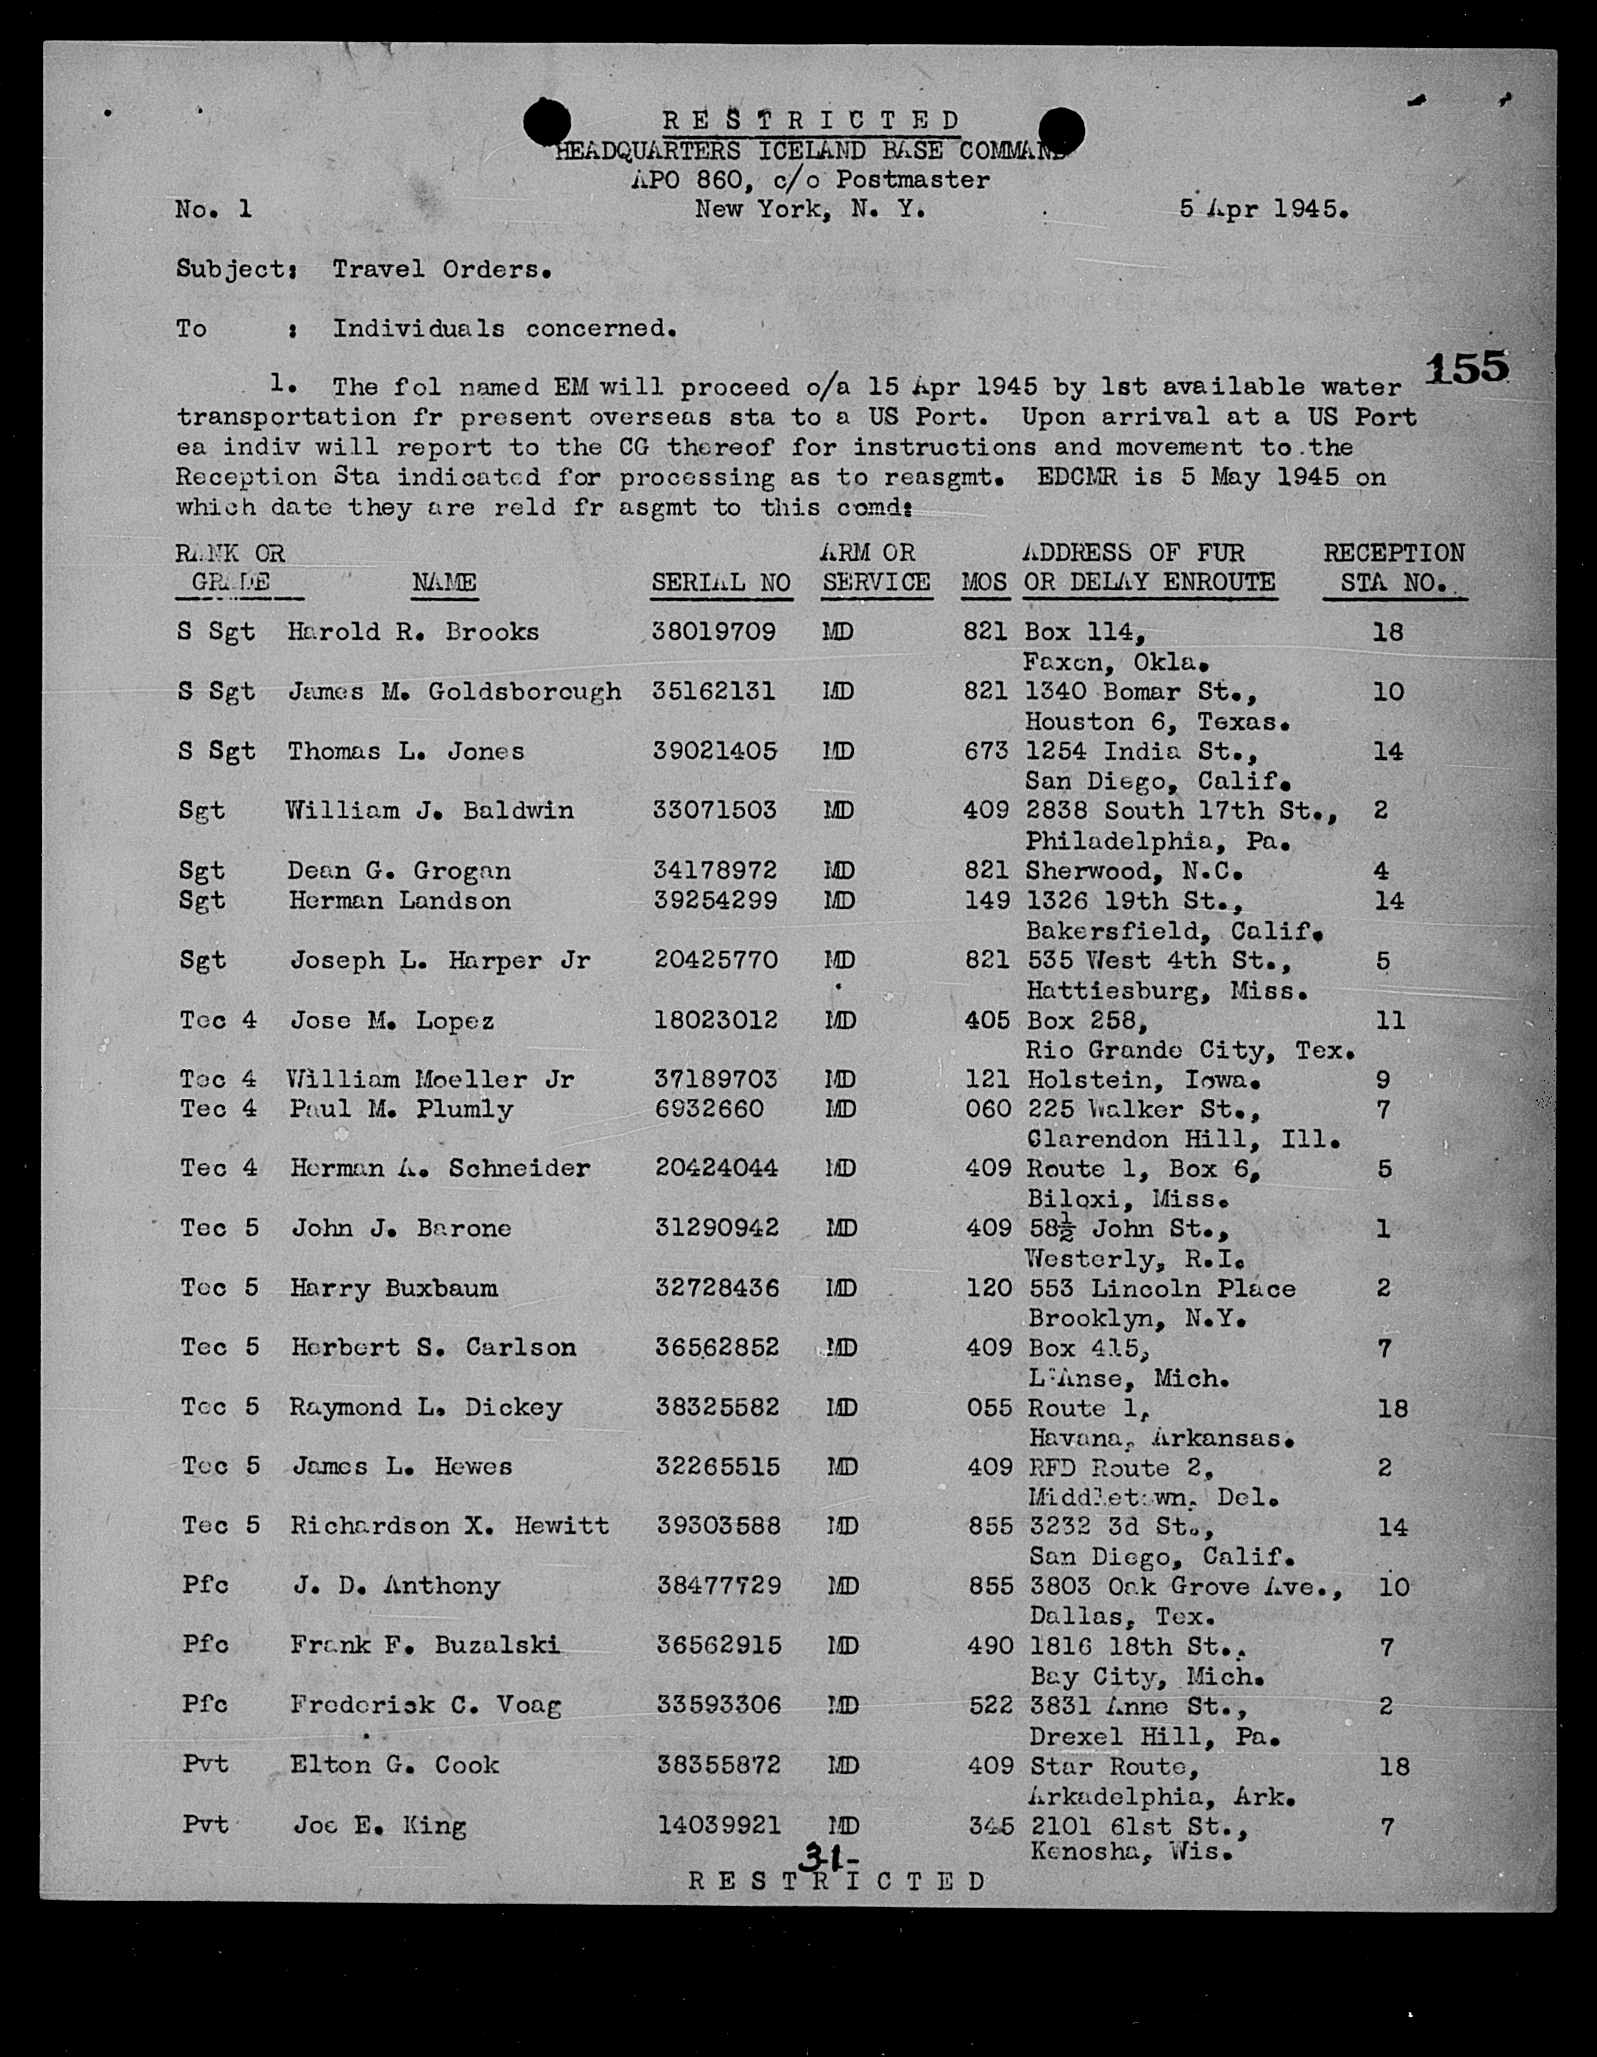 R E S T R I C T E D
HEADQUARTERS ICELAND BASE COMMAND
APO 860, c/o Postmaster
No. 1 New York, N. Y. 5 Apr 1945.
Subject: Travel Orders.
To : Individuals concerned.
155
1. The fol named EM will proceed o/a 15 Apr 1945 by 1st available water
transportation fr present overseas sta to a US Port. Upon arrival at a US Port
ea indiv will report to the CG thereof for instructions and movement to the
Reception Sta indicated for processing as to reasgmt. EDCMR is 5 May 1945 on
which date they are reld fr asgmt to this comd:
RANK OR ARM OR ADDRESS OF FUR RECEPTION
GRADE NAME SERIAL NO SERVICE MOS OR DELAY ENROUTE STA NO.
S Sgt Harold R. Brooks 38019709 MD 821 Box 114, 18
Faxon, Okla.
S Sgt James M. Goldsborough 35162131 MD 821 1340 Bomar St., 10
Houston 6, Texas.
S Sgt Thomas L. Jones 39021405 MD 673 1254 India St., 14
San Diego, Calif.
Sgt William J. Baldwin 33071503 MD 409 2838 South 17th St., 2
Philadelphia, Pa.
Sgt Dean G. Grogan 34178972 MD 821 Sherwood, N.C. 4
Sgt Herman Landson 39254299 MD 149 1326 19th St., 14
Bakersfield, Calif.
Sgt Joseph L. Harper Jr 20425770 MD 821 535 West 4th St., 5
Hattiesburg, Miss.
Tec 4 Jose M. Lopez 18023012 MD 405 Box 258, 11
Rio Grande City, Tex.
Tec 4 William Moeller Jr 37189703 MD 121 Holstein, Iowa. 9
Tec 4 Paul M. Plumly 6932660 MD 060 225 Walker St., 7
Clarendon Hill, Ill.
Tec 4 Herman A. Schneider 20424044 MD 409 Route 1, Box 6, 5
Biloxi, Miss.
Tec 5 John J. Barone 31290942 MD 409 58½ John St., 1
Westerly, R.I.
Tec 5 Harry Buxbaum 32728436 MD 120 553 Lincoln Place 2
Brooklyn, N.Y.
Tec 5 Herbert S. Carlson 36562852 MD 409 Box 415, 7
L'Anse, Mich.
Tec 5 Raymond L. Dickey 38325582 MD 055 Route 1, 18
Havana, Arkansas.
Tec 5 James L. Hewes 32265515 MD 409 RFD Route 2, 2
Middletown, Del.
Tec 5 Richardson X. Hewitt 39303588 MD 855 3232 3d St., 14
San Diego, Calif.
Pfc J. D. Anthony 38477729 MD 855 3803 Oak Grove Ave., 10
Dallas, Tex.
Pfc Frank F. Buzalski 36562915 MD 490 1816 18th St., 7
Bay City, Mich.
Pfc Frederick C. Voag 33593306 MD 522 3831 Anne St., 2
Drexel Hill, Pa.
Pvt Elton G. Cook 38355872 MD 409 Star Route, 18
Arkadelphia, Ark.
Pvt Joe E. King 14039921 MD 345 2101 61st St., 7
Kenosha, Wis.
31-
R E S T R I C T E D